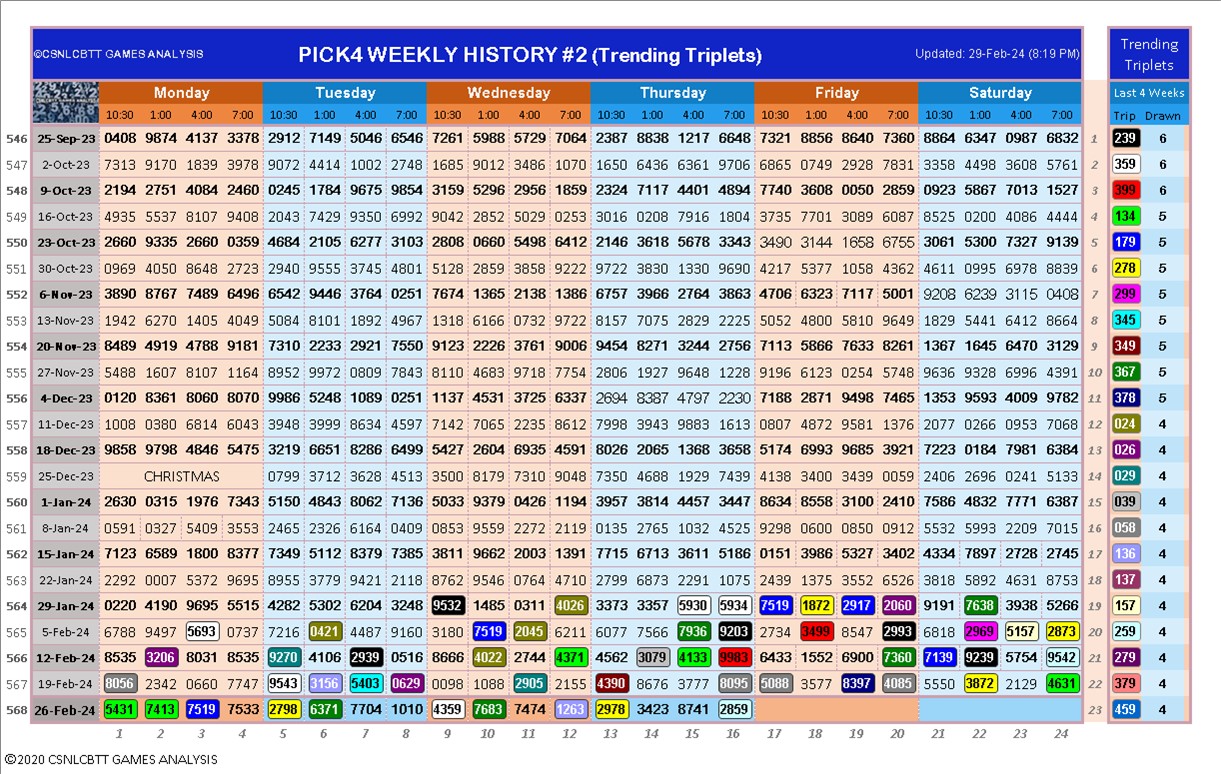 ©CSNLCBTT GAMES ANALYSIS PICK4 WEEKLY HISTORY #2 (Trending Triplets) Updated: 29-Feb-24 (8:19 PM) Trending Triplets
Monday Tuesday Wednesday Thursday Friday Saturday Last 4 Weeks
10:30 1:00 4:00 7:00 10:30 1:00 4:00 7:00 10:30 1:00 4:00 7:00 10:30 1:00 4:00 7:00 10:30 1:00 4:00 7:00 10:30 1:00 4:00 7:00 Trip Drawn
546 25-Sep-23 0408 9874 4137 3378 2912 7149 5046 6546 7261 5988 5729 7064 2387 8838 1217 6648 7321 8856 8640 7360 8864 6347 0987 6832 1 239 6
547 2-Oct-23 7313 9170 1839 3978 9072 4414 1002 2748 1685 9012 3486 1070 1650 6436 6361 9706 6865 0749 2928 7831 3358 4498 3608 5761 2 359 6
548 9-Oct-23 2194 2751 4084 2460 0245 1784 9675 9854 3159 5296 2956 1859 2324 7117 4401 4894 7740 3608 0050 2859 0923 5867 7013 1527 3 399 6
549 16-Oct-23 4935 5537 8107 9408 2043 7429 9350 6992 9042 2852 5029 0253 3016 0208 7916 1804 3735 7701 3089 6087 8525 0200 4086 4444 4 134 5
550 23-Oct-23 2660 9335 2660 0359 4684 2105 6277 3103 2808 0660 5498 6412 2146 3618 5678 3343 3490 3144 1658 6755 3061 5300 7327 9139 5 179 5
551 30-Oct-23 0969 4050 8648 2723 2940 9555 3745 4801 5128 2859 3858 9222 9722 3830 1330 9690 4217 5377 1058 4362 4611 0995 6978 8839 6 278 5
552 6-Nov-23 3890 8767 7489 6496 6542 9446 3764 0251 7674 1365 2138 1386 6757 3966 2764 3863 4706 6323 7117 5001 9208 6239 3115 0408 7 299 5
553 13-Nov-23 1942 6270 1405 4049 5084 8101 1892 4967 1318 6166 0732 9722 8157 7075 2829 2225 5052 4800 5810 9649 1829 5441 6412 8664 8 345 5
554 20-Nov-23 8489 4919 4788 9181 7310 2233 2921 7550 9123 2226 3761 9006 9454 8271 3244 2756 7113 5866 7633 8261 1367 1645 6470 3129 9 349 5
555 27-Nov-23 5488 1607 8107 1164 8952 9972 0809 7843 8110 4683 9718 7754 2806 1927 9648 1228 9196 6123 0254 5748 9636 9328 6996 4391 10 367 5
556 4-Dec-23 0120 8361 8060 8070 9986 5248 1089 0251 1137 4531 3725 6337 2694 8387 4797 2230 7188 2871 9498 7465 1353 9593 4009 9782 11 378 5
557 11-Dec-23 1008 0380 6814 6043 3948 3999 8634 4597 7142 7065 2235 8612 7998 3943 9883 1613 0807 4872 9581 1376 2077 0266 0953 7068 12 024 4
558 18-Dec-23 9858 9798 4846 5475 3219 6651 8286 6499 5427 2604 6935 4591 8026 2065 1368 3658 5174 6993 9685 3921 7223 0184 7981 6384 13 026 4
559 25-Dec-23 CHRISTMAS 0799 3712 3628 4513 3500 8179 7310 9048 7350 4688 1929 7439 4138 3400 3439 0059 2406 2696 0241 5133 14 029 4
560 1-Jan-24 2630 0315 1976 7343 5150 4843 8062 7136 5033 9379 0426 1194 3957 3814 4457 3447 8634 8558 3100 2410 7586 4832 7771 6387 15 039 4
561 8-Jan-24 0591 0327 5409 3553 2465 2326 6164 0409 0853 9559 2272 2119 0135 2765 1032 4525 9298 0600 0850 0912 5532 5993 2209 7015 16 058 4
562 15-Jan-24 7123 6589 1800 8377 7349 5112 8379 7385 3811 9662 2003 1391 7715 6713 3611 5186 0151 3986 5327 3402 4334 7897 2728 2745 17 136 4
563 22-Jan-24 2292 0007 5372 9695 8955 3779 9421 2118 8762 9546 0764 4710 2799 6873 2291 1075 2439 1375 3552 6526 3818 5892 4631 8753 18 137 4
564 29-Jan-24 0220 4190 9695 5515 4282 5302 6204 3248 9532 1485 0311 4026 3373 3357 5930 5934 7519 1872 2917 2060 9191 7638 3938 5266 19 157 4
565 5-Feb-24 6788 9497 5693 0737 7216 0421 4487 9160 3180 7519 2045 6211 6077 7566 7936 9203 2734 3499 8547 2993 6818 2969 5157 2873 20 259 4
566 12-Feb-24 8535 3206 8031 8535 9270 4106 2939 0516 8666 4022 2744 4371 4562 3079 4133 9983 6433 1552 6900 7360 7139 9239 5754 9542 21 279 4
567 19-Feb-24 8056 2342 0660 7747 9543 3156 5403 0629 0098 1088 2905 2155 4390 8676 3777 8095 5088 3577 8397 4085 5550 3872 2129 4631 22 379 4
568 26-Feb-24 5431 7413 7519 7533 2798 6371 7704 1010 4359 7683 7474 1263 2978 3423 8741 2859 23 459 4
1 2 3 4 5 6 7 8 9 10 11 12 13 14 15 16 17 18 19 20 21 22 23 24
©2020 CSNLCBTT GAMES ANALYSIS